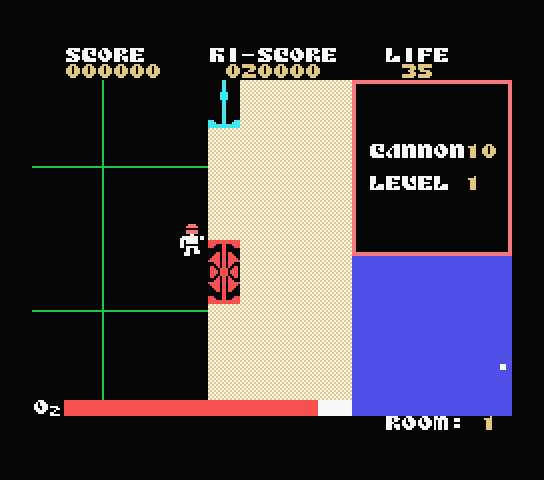 SCORE HI-SCORE LIFE
000000 020000 35
CANNON10
LEVEL 1
O2
ROOM: 1